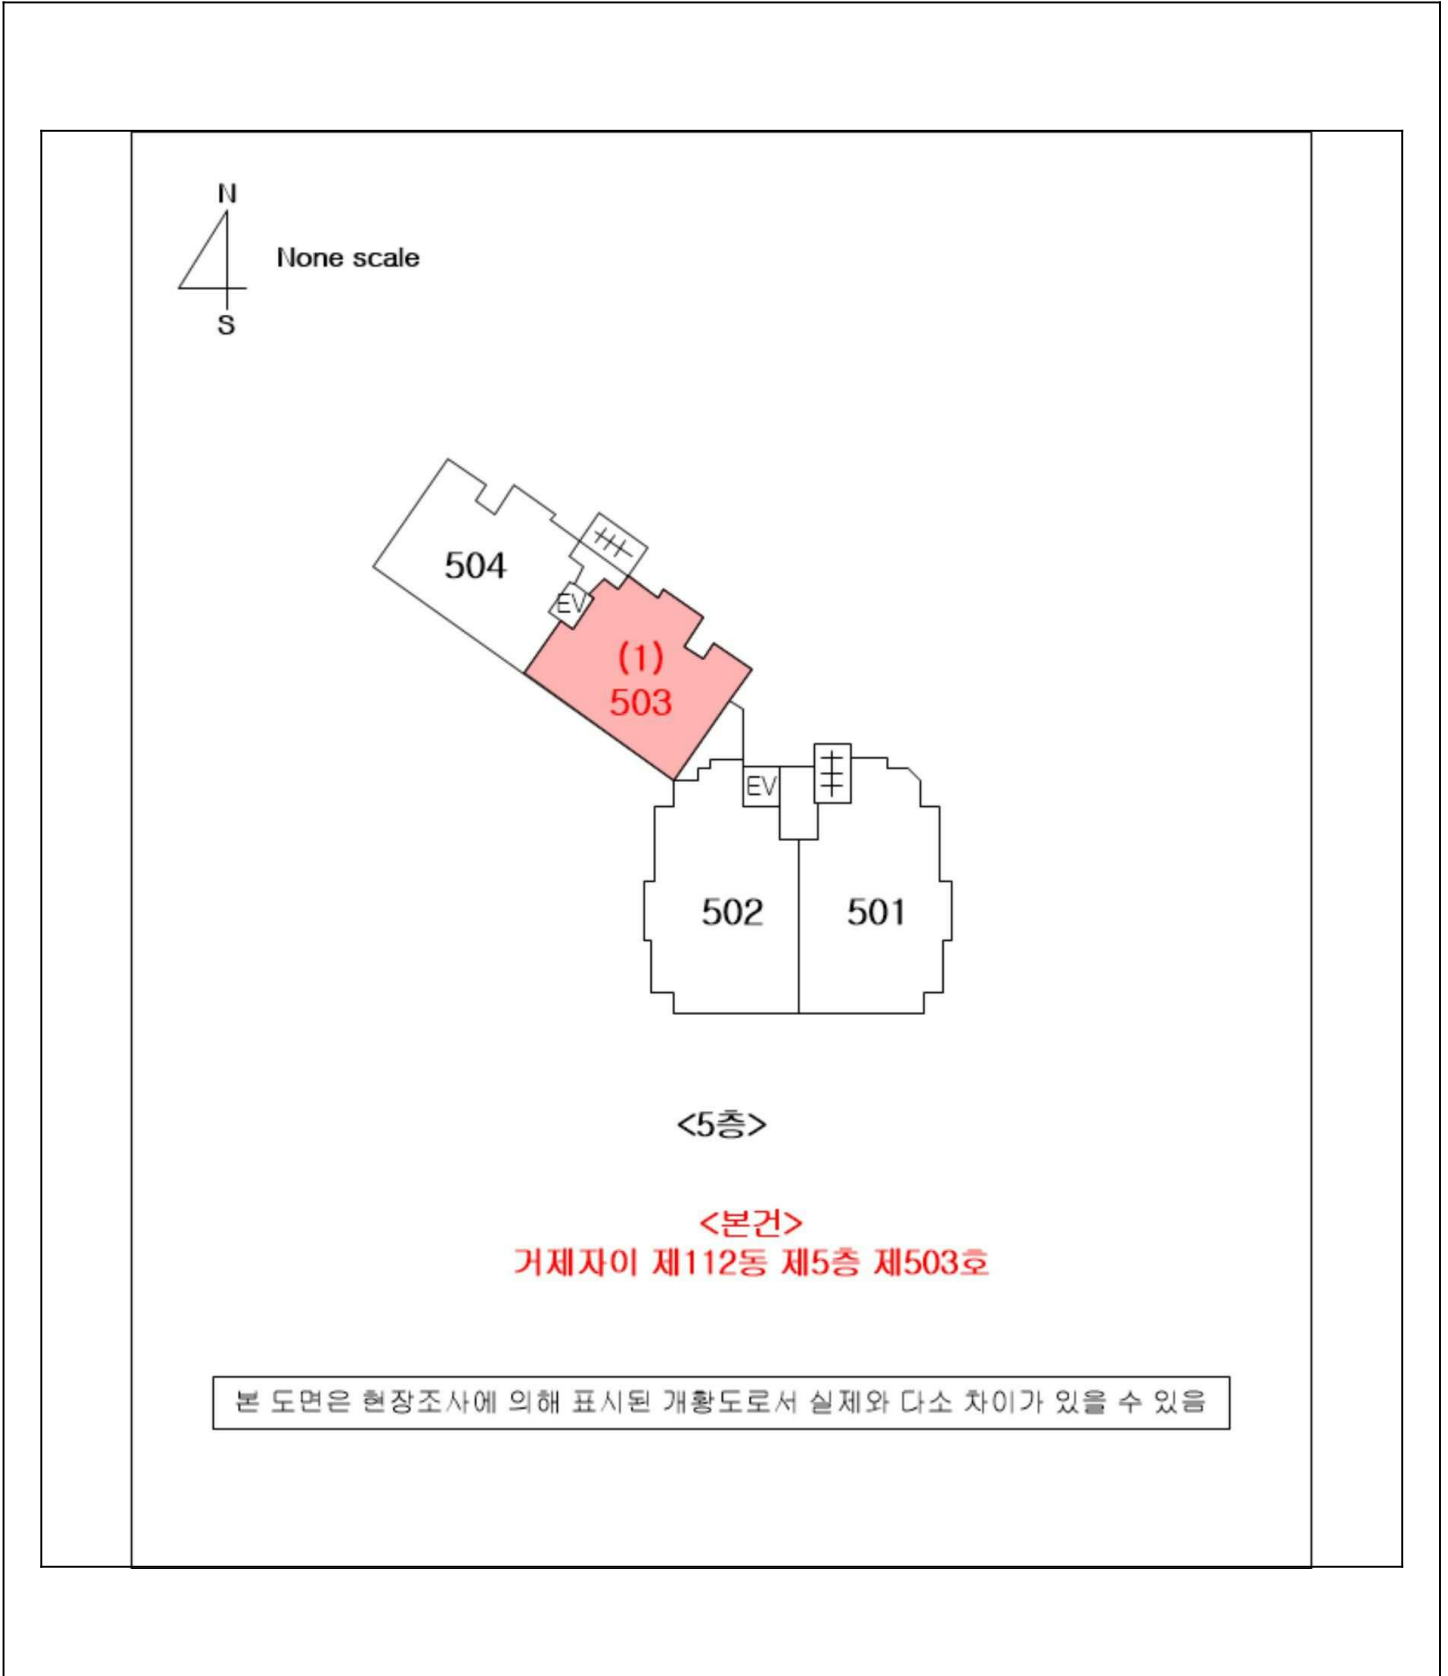 N
None scale
S
504
EV
(1)
503
EV
502
501
<5층>
<본건>
거제자이 제112동 제5층 제503호
본 도면은 현장조사에 의해 표시된 개황도로서 실제와 다소 차이가 있을 수 있음